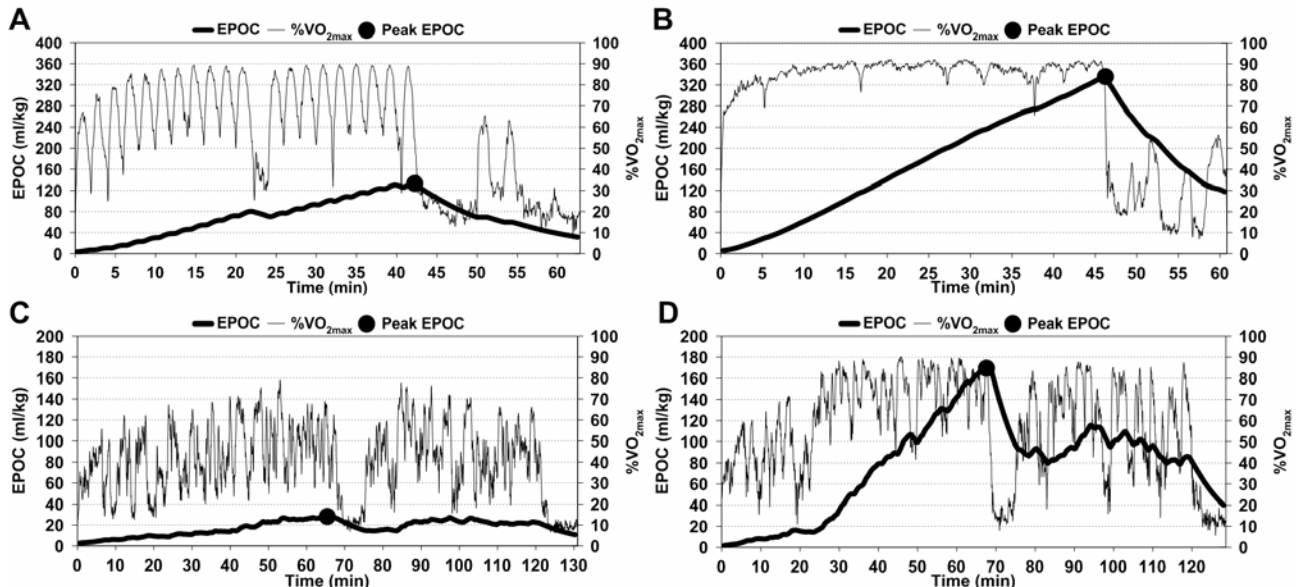 A
EPOC %VO2max Peak EPOC
400 360 320 280 240 200 160 120 80 40 0
EPOC (ml/kg)
100 90 80 70 60 50 40 30 20 10 0
%VO2max
0 5 10 15 20 25 30 35 40 45 50 55 60
Time (min)
B
EPOC %VO2max Peak EPOC
400 360 320 280 240 200 160 120 80 40 0
EPOC (ml/kg)
100 90 80 70 60 50 40 30 20 10 0
%VO2max
0 5 10 15 20 25 30 35 40 45 50 55 60
Time (min)
C
EPOC %VO2max Peak EPOC
200 180 160 140 120 100 80 60 40 20 0
EPOC (ml/kg)
100 90 80 70 60 50 40 30 20 10 0
%VO2max
0 10 20 30 40 50 60 70 80 90 100 110 120 130
Time (min)
D
EPOC %VO2max Peak EPOC
200 180 160 140 120 100 80 60 40 20 0
EPOC (ml/kg)
100 90 80 70 60 50 40 30 20 10 0
%VO2max
0 10 20 30 40 50 60 70 80 90 100 110 120
Time (min)